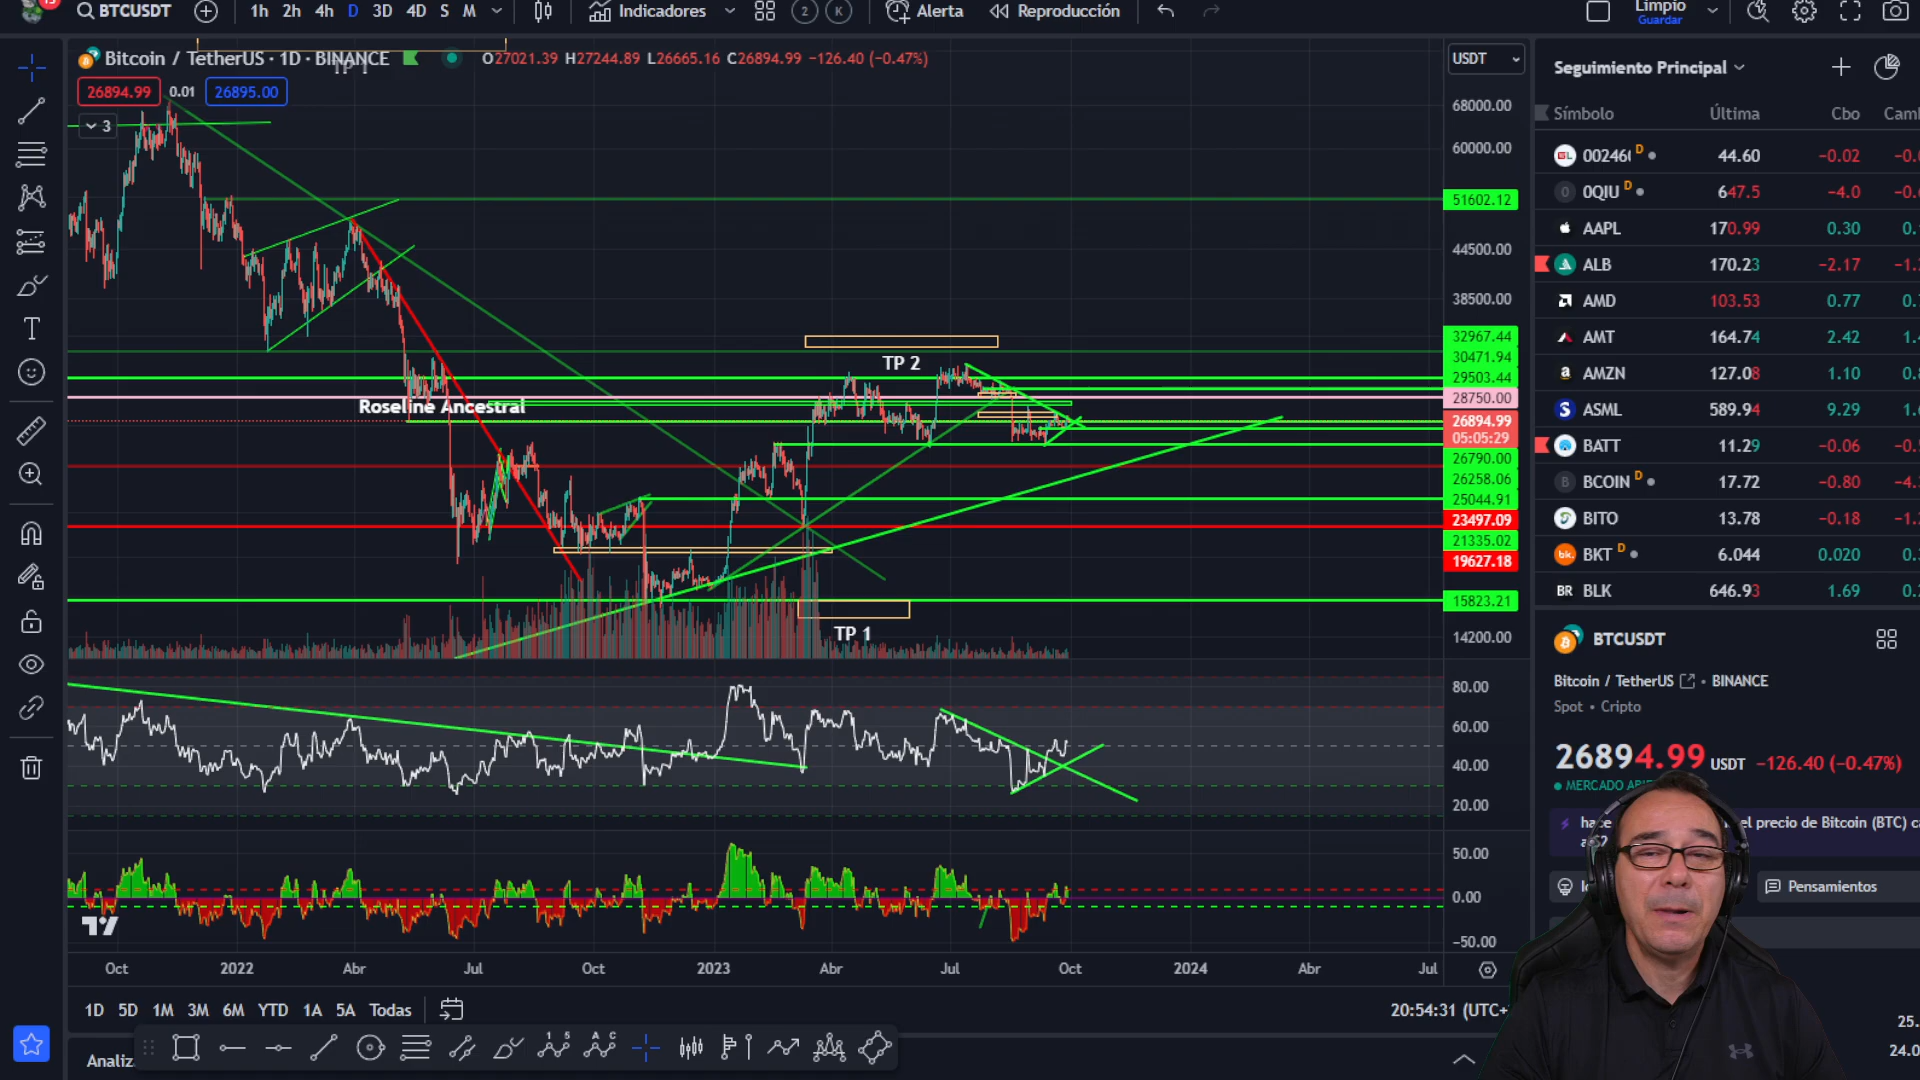 13
BTCUSDT
1h 2h 4h D 3D 4D S M
Indicadores
2 K
Alerta
Reproducción
Limpio
Guardar
Bitcoin / TetherUS · 1D · BINANCE
O27021.39 H27244.89 L26665.16 C26894.99 −126.40 (−0.47%)
TP 1
26894.99 0.01 26895.00
3
USDT
68000.00
60000.00
51602.12
44500.00
38500.00
32967.44
30471.94
29503.44
28750.00
26894.99
05:05:29
26790.00
26258.06
25044.91
23497.09
21335.02
19627.18
15823.21
14200.00
TP 2
Roseline Ancestral
TP 1
80.00
60.00
40.00
20.00
50.00
0.00
−50.00
Oct 2022 Abr Jul Oct 2023 Abr Jul Oct 2024 Abr Jul
1D 5D 1M 3M 6M YTD 1A 5A Todas
20:54:31 (UTC+
1 5
A C
Analiz
Seguimiento Principal
Símbolo Última Cbo Camb
00246 D 44.60 −0.02 −0.
0QIU D 647.5 −4.0 −0.
AAPL 170.99 0.30 0.
ALB 170.23 −2.17 −1.
AMD 103.53 0.77 0.
AMT 164.74 2.42 1.
AMZN 127.08 1.10 0.
ASML 589.94 9.29 1.
BATT 11.29 −0.06 −0.
BCOIN D 17.72 −0.80 −4.
BITO 13.78 −0.18 −1.
BKT D 6.044 0.020 0.
BLK 646.93 1.69 0.
BTCUSDT
Bitcoin / TetherUS · BINANCE
Spot · Cripto
26894.99 USDT −126.40 (−0.47%)
MERCADO
hace el precio de Bitcoin (BTC)
Pensamientos
25.
24.0